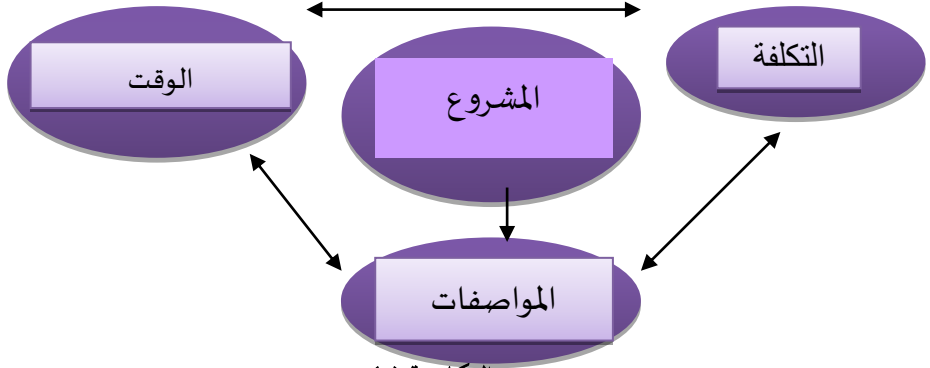 التكلفة
الوقت
المشروع
المواصفات